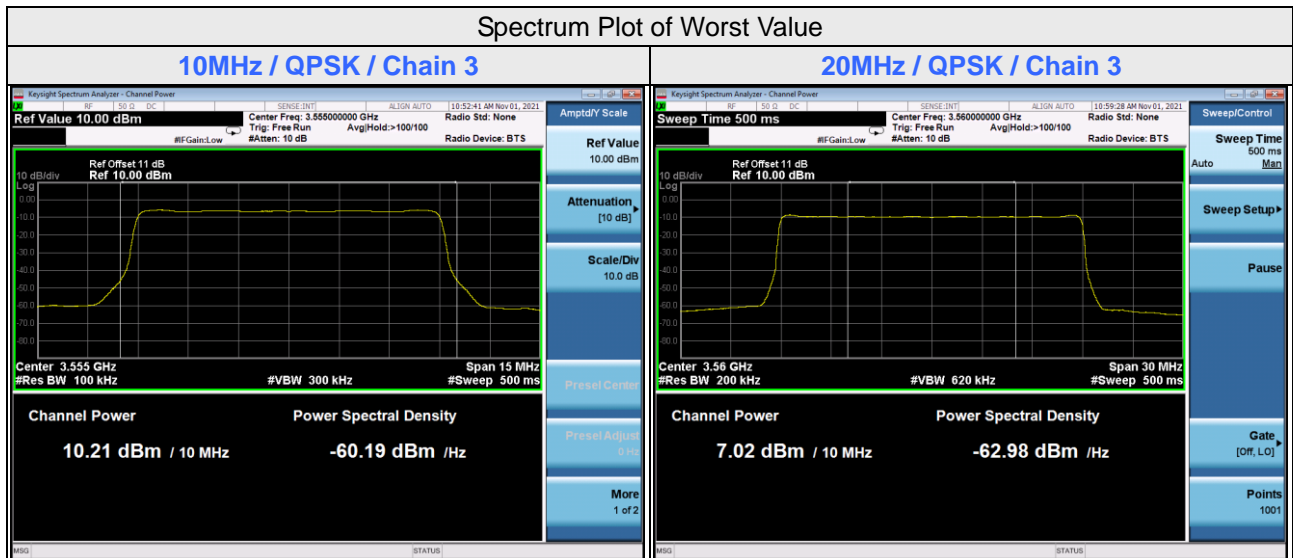 Spectrum Plot of Worst Value
10MHz / QPSK / Chain 3
Keysight Spectrum Analyzer - Channel Power
RF 50 Ω DC SENSE:INT ALIGN AUTO 10:52:41 AM Nov 01, 2021
Ref Value 10.00 dBm
Center Freq: 3.555000000 GHz
Radio Std: None
Trig: Free Run Avg|Hold:>100/100
#IFGain:Low #Atten: 10 dB Radio Device: BTS
Ref Offset 11 dB
10 dB/div Ref 10.00 dBm
Log
0.00
-10.0
-20.0
-30.0
-40.0
-50.0
-60.0
-70.0
-80.0
Center 3.555 GHz Span 15 MHz
#Res BW 100 kHz #VBW 300 kHz #Sweep 500 ms
Channel Power Power Spectral Density
10.21 dBm / 10 MHz -60.19 dBm /Hz
MSG STATUS
Amptd/Y Scale
Ref Value
10.00 dBm
Attenuation
[10 dB]
Scale/Div
10.0 dB
Presel Center
Presel Adjust
0 Hz
More
1 of 2
20MHz / QPSK / Chain 3
Keysight Spectrum Analyzer - Channel Power
RF 50 Ω DC SENSE:INT ALIGN AUTO 10:59:28 AM Nov 01, 2021
Sweep Time 500 ms
Center Freq: 3.560000000 GHz
Radio Std: None
Trig: Free Run Avg|Hold:>100/100
#IFGain:Low #Atten: 10 dB Radio Device: BTS
Ref Offset 11 dB
10 dB/div Ref 10.00 dBm
Log
0.00
-10.0
-20.0
-30.0
-40.0
-50.0
-60.0
-70.0
-80.0
Center 3.56 GHz Span 30 MHz
#Res BW 200 kHz #VBW 620 kHz #Sweep 500 ms
Channel Power Power Spectral Density
7.02 dBm / 10 MHz -62.98 dBm /Hz
MSG STATUS
Sweep/Control
Sweep Time
500 ms
Auto Man
Sweep Setup
Pause
Gate
[Off, LO]
Points
1001